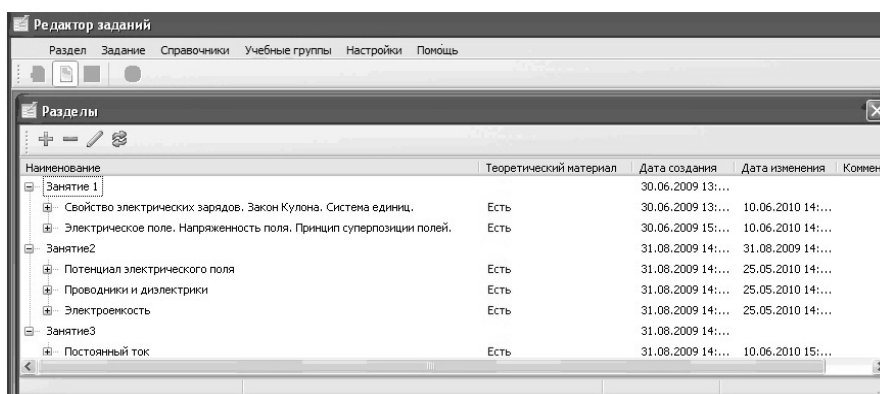 Редактор заданий
Раздел Задание Справочники Учебные группы Настройки Помощь
Разделы
Наименование Теоретический материал Дата создания Дата изменения Коммен
Занятие 1 30.06.2009 13:...
Свойство электрических зарядов. Закон Кулона. Система единиц. Есть 30.06.2009 13:... 10.06.2010 14:...
Электрическое поле. Напряженность поля. Принцип суперпозиции полей. Есть 30.06.2009 15:... 10.06.2010 14:...
Занятие2 31.08.2009 14:... 31.08.2009 14:...
Потенциал электрического поля Есть 31.08.2009 14:... 25.05.2010 14:...
Проводники и диэлектрики Есть 31.08.2009 14:... 25.05.2010 14:...
Электроемкость Есть 31.08.2009 14:... 25.05.2010 14:...
Занятие3 31.08.2009 14:...
Постоянный ток Есть 31.08.2009 14:... 10.06.2010 15:...